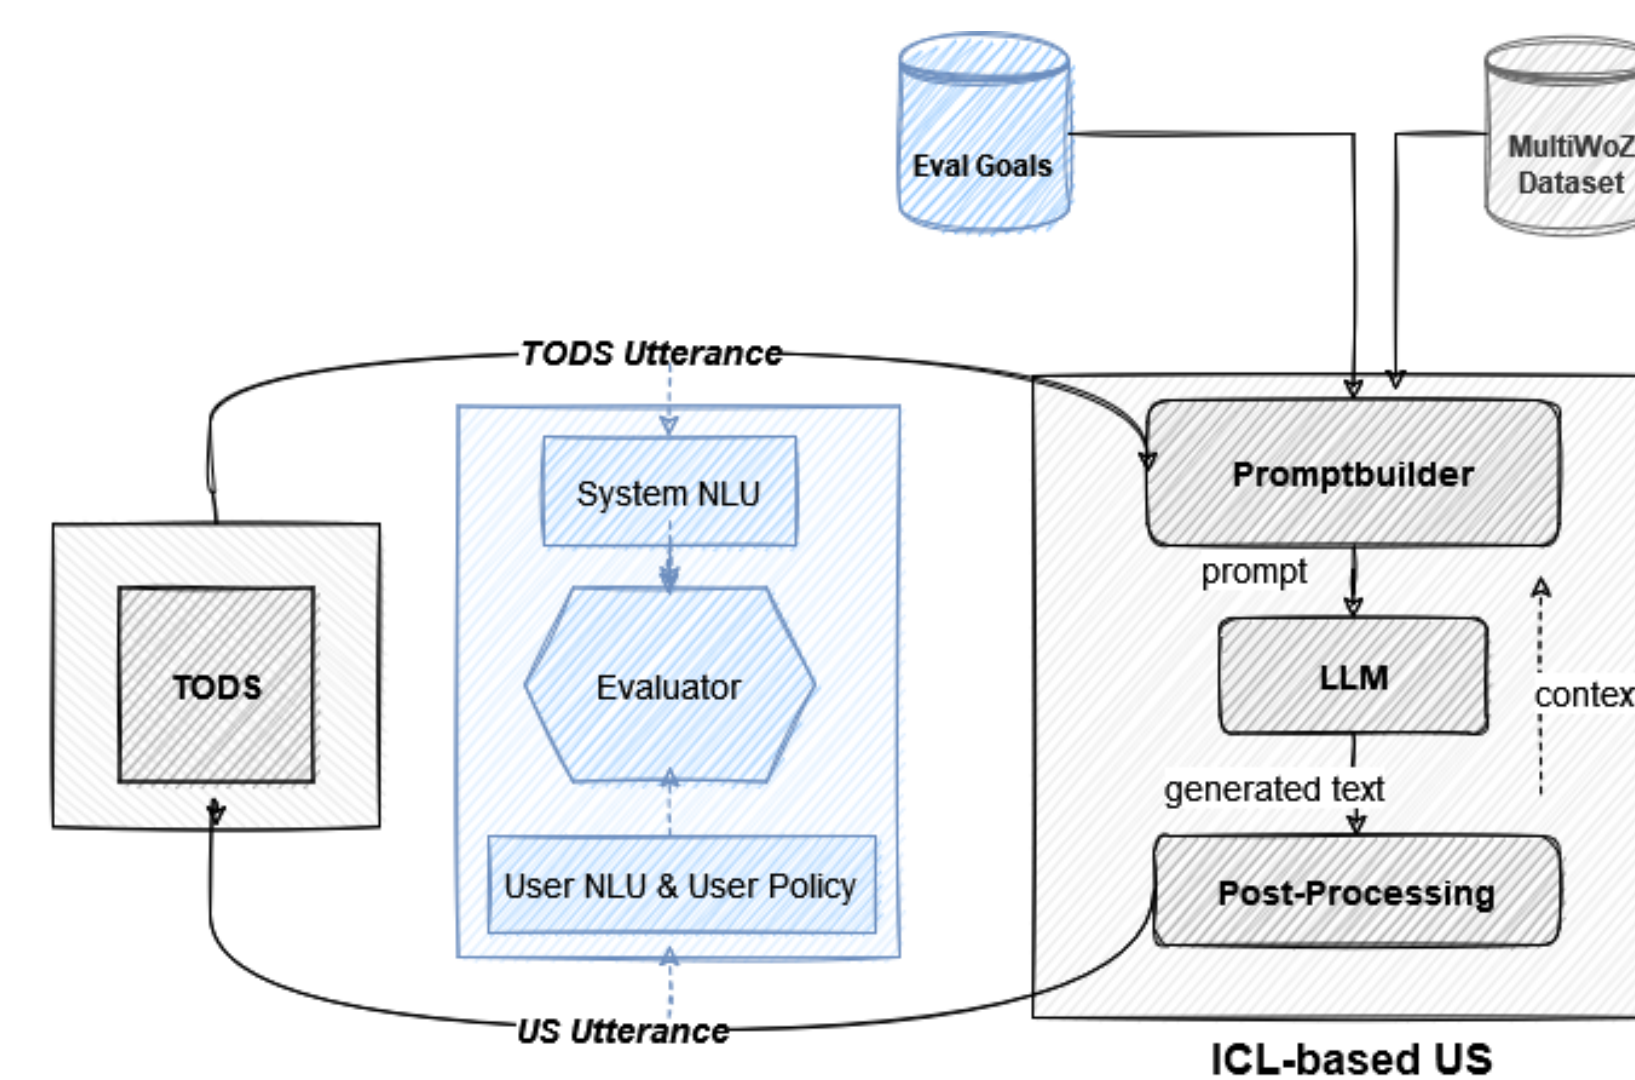 Eval Goals
MultiWoZ
Dataset
TODS Utterance
System NLU
Promptbuilder
prompt
TODS
Evaluator
LLM
contex
generated text
User NLU & User Policy
Post-Processing
US Utterance
ICL-based US